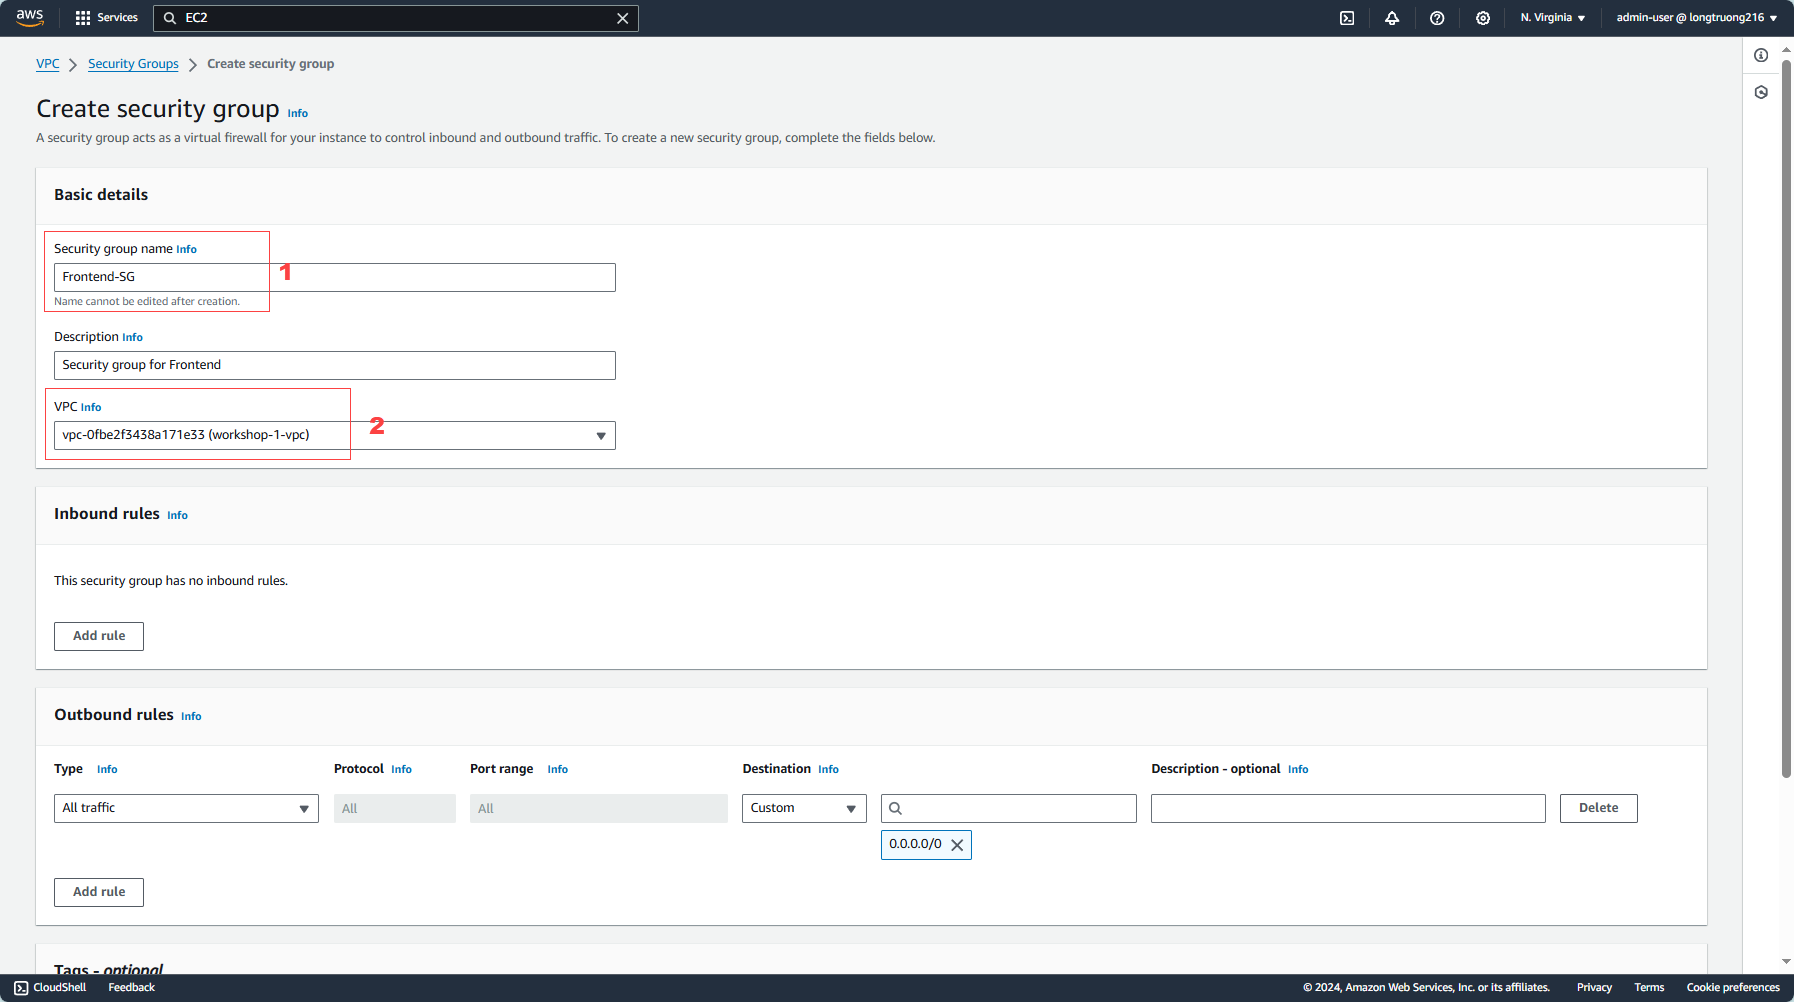 aws Services EC2 N. Virginia admin-user @ longtruong216
VPC Security Groups Create security group
Create security group Info
A security group acts as a virtual firewall for your instance to control inbound and outbound traffic. To create a new security group, complete the fields below.
Basic details
Security group name Info
Frontend-SG
1
Name cannot be edited after creation.
Description Info
Security group for Frontend
VPC Info
vpc-0fbe2f3438a171e33 (workshop-1-vpc)
2
Inbound rules Info
This security group has no inbound rules.
Add rule
Outbound rules Info
Type Info Protocol Info Port range Info Destination Info Description - optional Info
All traffic All All Custom Delete
0.0.0.0/0
Add rule
Tags - optional
CloudShell Feedback © 2024, Amazon Web Services, Inc. or its affiliates. Privacy Terms Cookie preferences